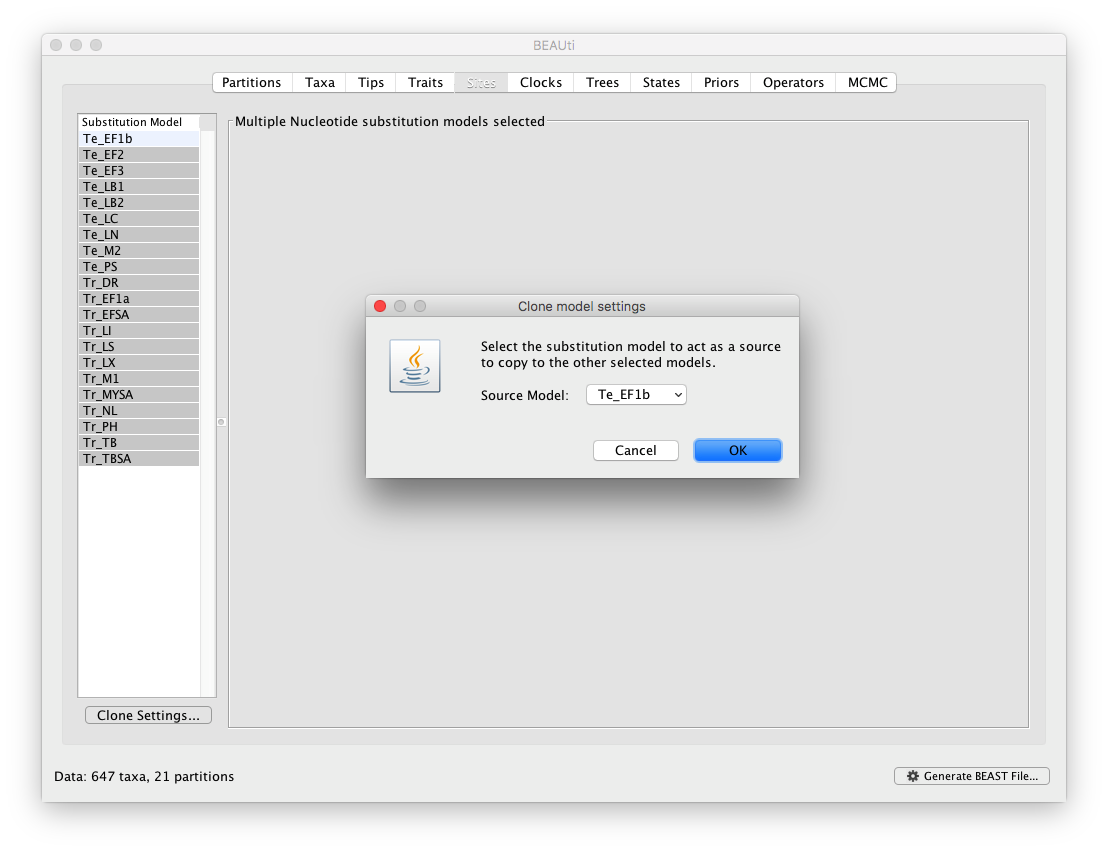 BEAUti
Partitions Taxa Tips Traits Sites Clocks Trees States Priors Operators MCMC
Substitution Model
Te_EF1b
Te_EF2
Te_EF3
Te_LB1
Te_LB2
Te_LC
Te_LN
Te_M2
Te_PS
Tr_DR
Tr_EF1a
Tr_EFSA
Tr_LI
Tr_LS
Tr_LX
Tr_M1
Tr_MYSA
Tr_NL
Tr_PH
Tr_TB
Tr_TBSA
Clone Settings...
Multiple Nucleotide substitution models selected
Clone model settings
Select the substitution model to act as a source
to copy to the other selected models.
Source Model: Te_EF1b
Cancel OK
Data: 647 taxa, 21 partitions
Generate BEAST File...